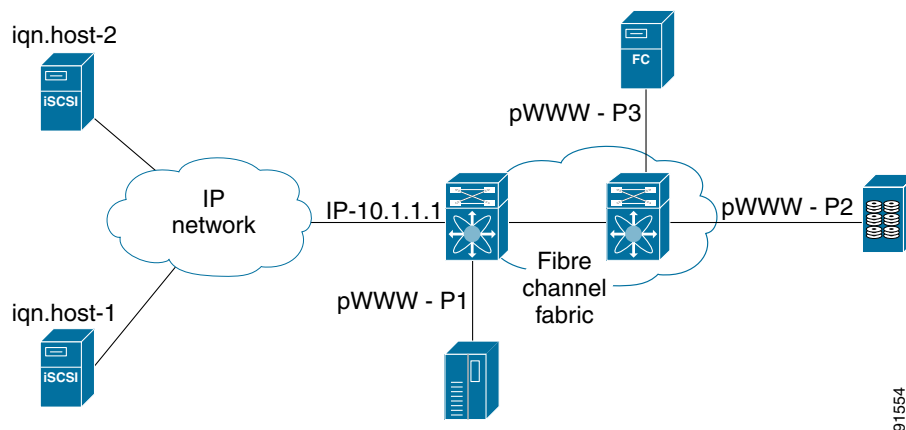 iqn.host-2
iSCSI
FC
pWWW - P3
IP
network
IP-10.1.1.1
pWWW - P2
Fibre
channel
fabric
iqn.host-1
pWWW - P1
iSCSI
91554